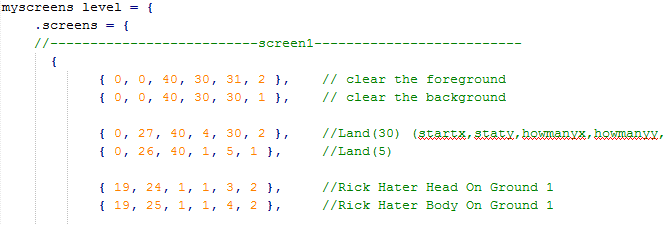 myscreens level = {
.screens = {
//--------------------------screen1--------------------------
{
{ 0, 0, 40, 30, 31, 2 }, // clear the foreground
{ 0, 0, 40, 30, 30, 1 }, // clear the background
{ 0, 27, 40, 4, 30, 2 }, //Land(30) (startx,staty,howmanyx,howmanyy,
{ 0, 26, 40, 1, 5, 1 }, //Land(5)
{ 19, 24, 1, 1, 3, 2 }, //Rick Hater Head On Ground 1
{ 19, 25, 1, 1, 4, 2 }, //Rick Hater Body On Ground 1